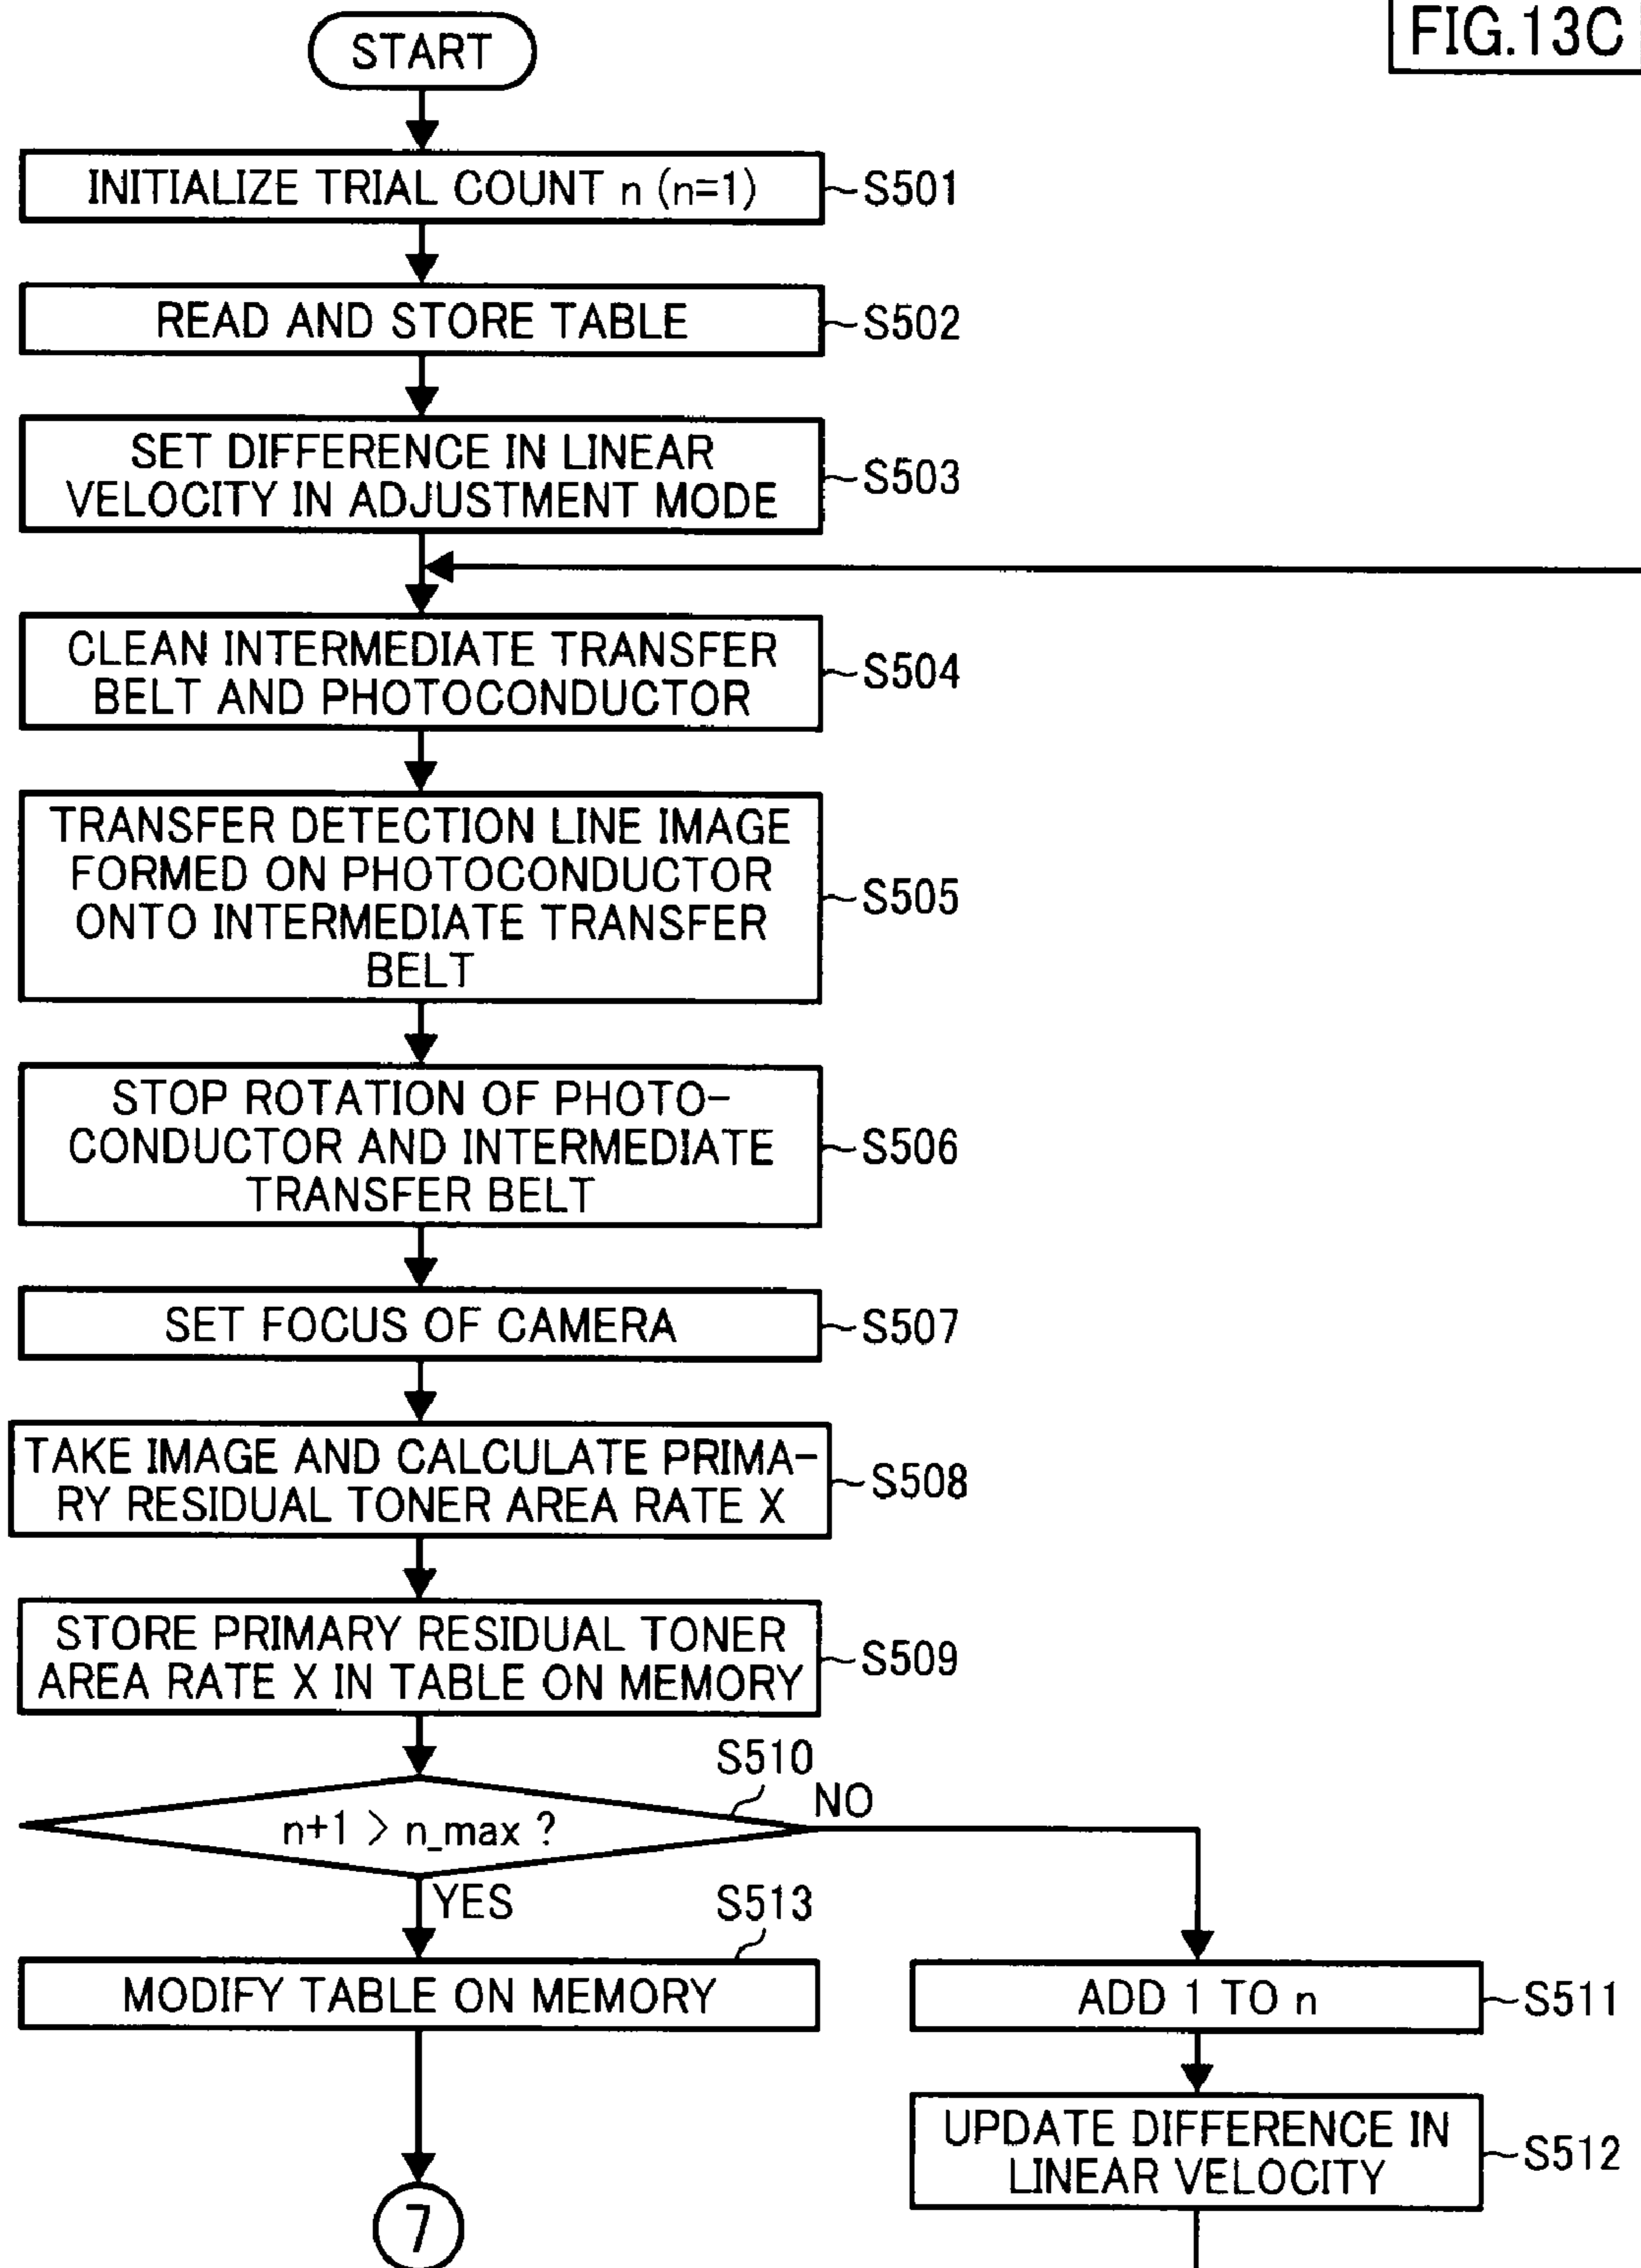 FIG.13C
START
INITIALIZE TRIAL COUNT n (n=1)
S501
READ AND STORE TABLE
S502
SET DIFFERENCE IN LINEAR
VELOCITY IN ADJUSTMENT MODE
S503
CLEAN INTERMEDIATE TRANSFER
BELT AND PHOTOCONDUCTOR
S504
TRANSFER DETECTION LINE IMAGE
FORMED ON PHOTOCONDUCTOR
ONTO INTERMEDIATE TRANSFER
BELT
S505
STOP ROTATION OF PHOTO-
CONDUCTOR AND INTERMEDIATE
TRANSFER BELT
S506
SET FOCUS OF CAMERA
S507
TAKE IMAGE AND CALCULATE PRIMA-
RY RESIDUAL TONER AREA RATE X
S508
STORE PRIMARY RESIDUAL TONER
AREA RATE X IN TABLE ON MEMORY
S509
S510
n+1 > n_max ?
NO
YES
S513
MODIFY TABLE ON MEMORY
ADD 1 TO n
S511
UPDATE DIFFERENCE IN
LINEAR VELOCITY
S512
7